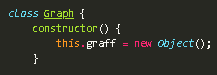 class Graph {
constructor() {
this.graff = new Object();
}